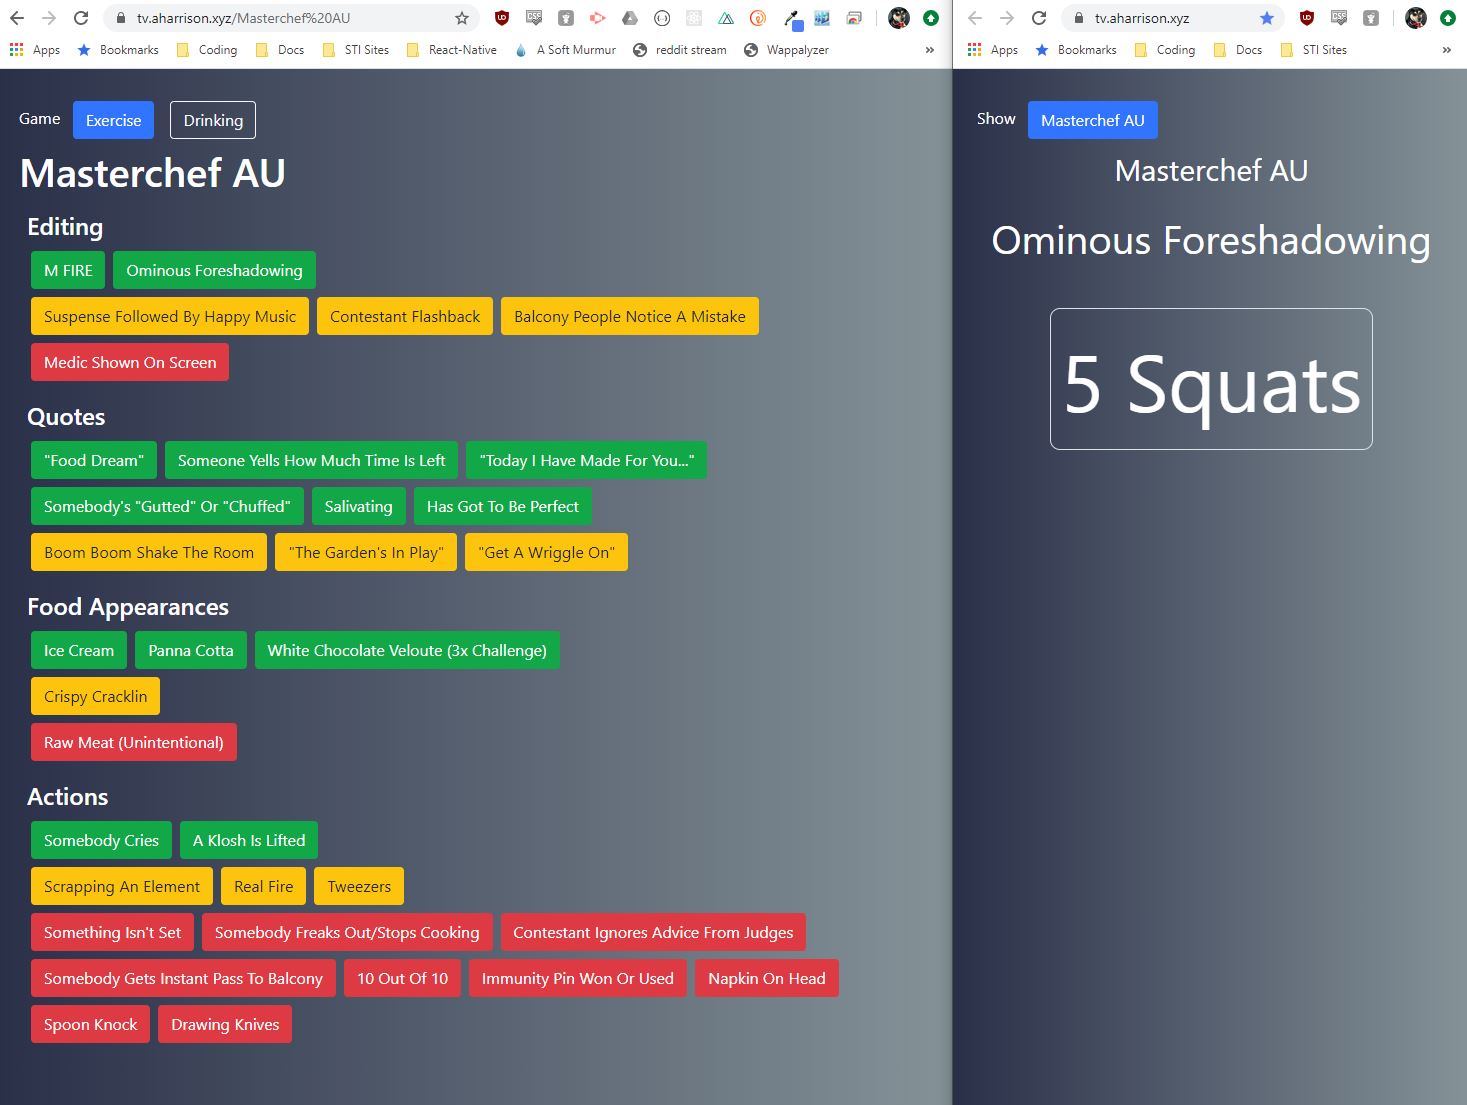 tv.aharrison.xyz/Masterchef%20AU
Apps Bookmarks Coding Docs STI Sites React-Native A Soft Murmur reddit stream Wappalyzer »
Game Exercise Drinking
Masterchef AU
Editing
M FIRE Ominous Foreshadowing
Suspense Followed By Happy Music Contestant Flashback Balcony People Notice A Mistake
Medic Shown On Screen
Quotes
"Food Dream" Someone Yells How Much Time Is Left "Today I Have Made For You..."
Somebody's "Gutted" Or "Chuffed" Salivating Has Got To Be Perfect
Boom Boom Shake The Room "The Garden's In Play" "Get A Wriggle On"
Food Appearances
Ice Cream Panna Cotta White Chocolate Veloute (3x Challenge)
Crispy Cracklin
Raw Meat (Unintentional)
Actions
Somebody Cries A Klosh Is Lifted
Scrapping An Element Real Fire Tweezers
Something Isn't Set Somebody Freaks Out/Stops Cooking Contestant Ignores Advice From Judges
Somebody Gets Instant Pass To Balcony 10 Out Of 10 Immunity Pin Won Or Used Napkin On Head
Spoon Knock Drawing Knives
tv.aharrison.xyz
Apps Bookmarks Coding Docs STI Sites »
Show Masterchef AU
Masterchef AU
Ominous Foreshadowing
5 Squats